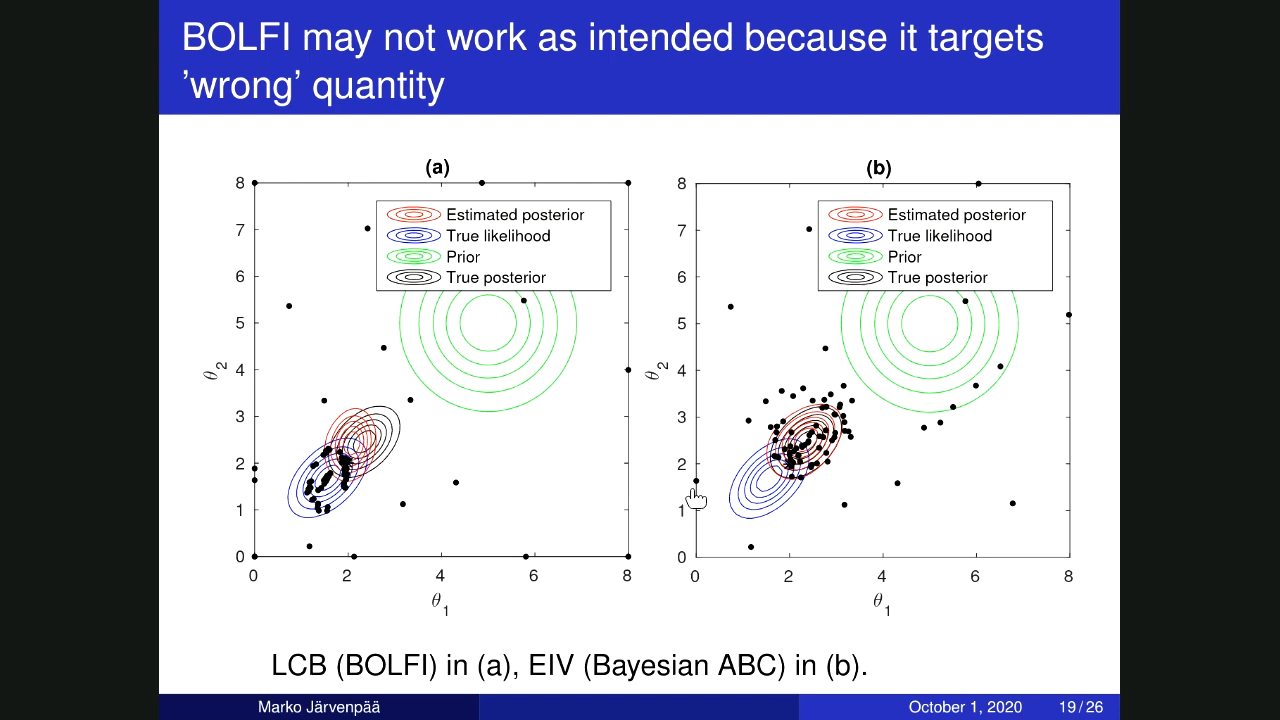 BOLFI may not work as intended because it targets
'wrong' quantity
(a)
Estimated posterior
True likelihood
Prior
True posterior
8
7
6
5
4
3
2
1
0
θ2
0
2
4
6
8
θ1
(b)
Estimated posterior
True likelihood
Prior
True posterior
8
7
6
5
4
3
2
1
0
θ2
0
2
4
6
8
θ1
LCB (BOLFI) in (a), EIV (Bayesian ABC) in (b).
Marko Järvenpää
October 1, 2020
19 / 26